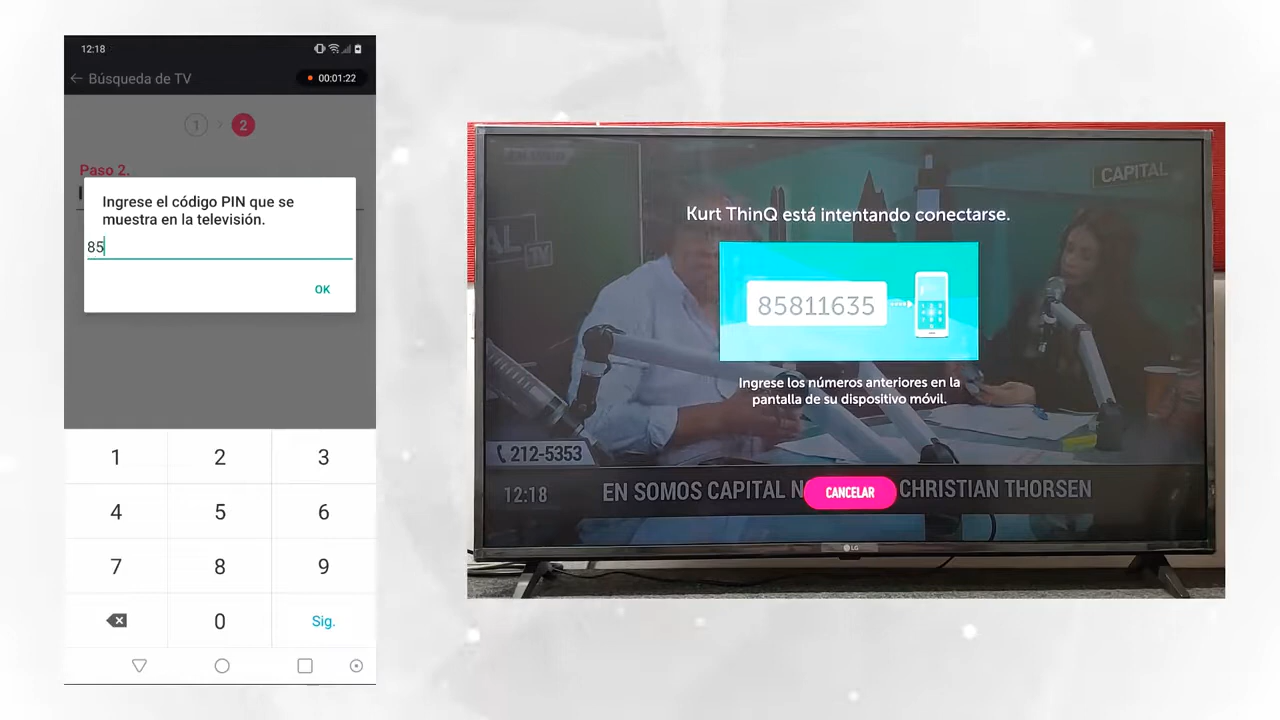 12:18
Búsqueda de TV
00:01:22
1
2
Paso 2.
Ingrese el código PIN que se
muestra en la televisión.
85
OK
1 2 3
4 5 6
7 8 9
0 Sig.
CAPITAL
TV
Kurt ThinQ está intentando conectarse.
85811635
Ingrese los números anteriores en la
pantalla de su dispositivo móvil.
212-5353
12:18 EN SOMOS CAPITAL N
CANCELAR
CHRISTIAN THORSEN
LG